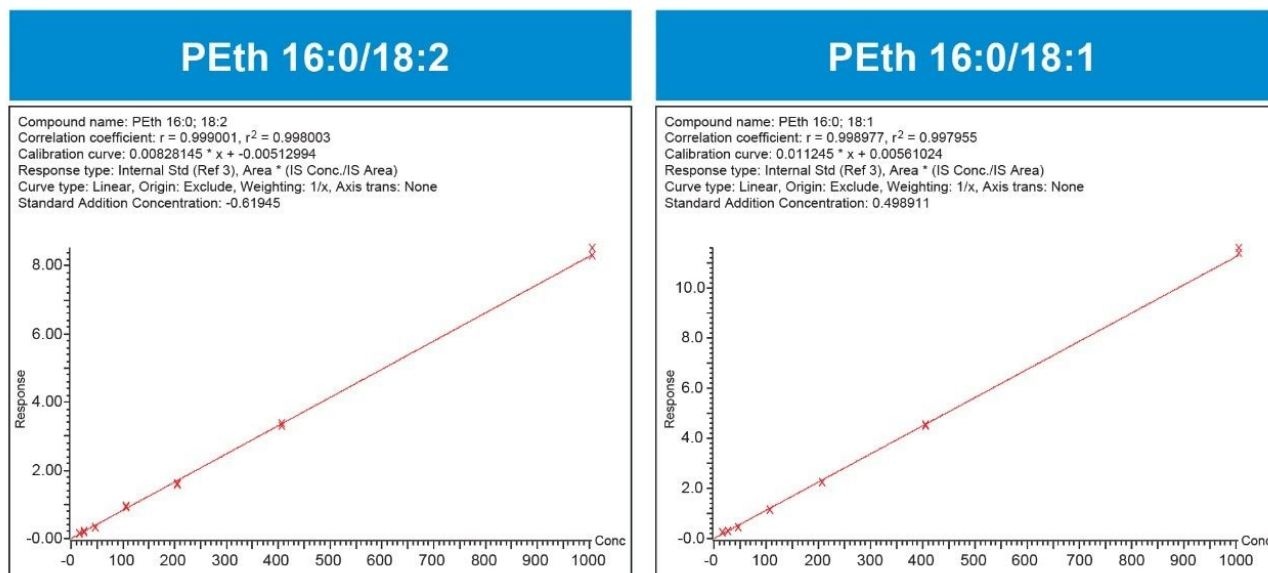 PEth 16:0/18:2
Compound name: PEth 16:0; 18:2
Correlation coefficient: r = 0.999001, r² = 0.998003
Calibration curve: 0.00828145 * x + -0.00512994
Response type: Internal Std (Ref 3), Area * (IS Conc./IS Area)
Curve type: Linear, Origin: Exclude, Weighting: 1/x, Axis trans: None
Standard Addition Concentration: -0.61945
8.00
6.00
4.00
2.00
-0.00
Response
Conc
-0 100 200 300 400 500 600 700 800 900 1000
PEth 16:0/18:1
Compound name: PEth 16:0; 18:1
Correlation coefficient: r = 0.998977, r² = 0.997955
Calibration curve: 0.011245 * x + 0.00561024
Response type: Internal Std (Ref 3), Area * (IS Conc./IS Area)
Curve type: Linear, Origin: Exclude, Weighting: 1/x, Axis trans: None
Standard Addition Concentration: 0.498911
10.0
8.0
6.0
4.0
2.0
-0.0
Response
Conc
-0 100 200 300 400 500 600 700 800 900 1000